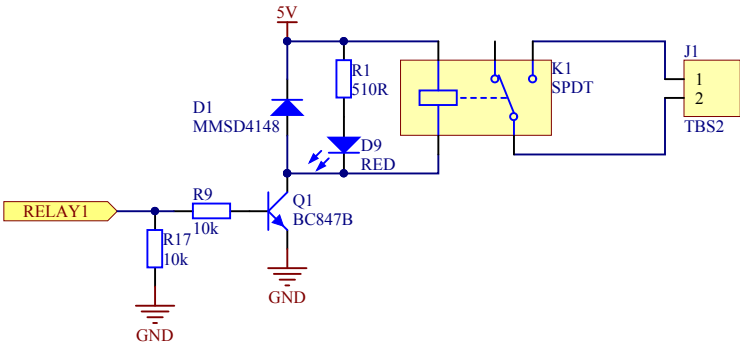 5V
J1
R1
510R
K1
SPDT
1
2
D1
MMSD4148
TBS2
D9
RED
R9
10k
Q1
BC847B
RELAY1
R17
10k
GND
GND